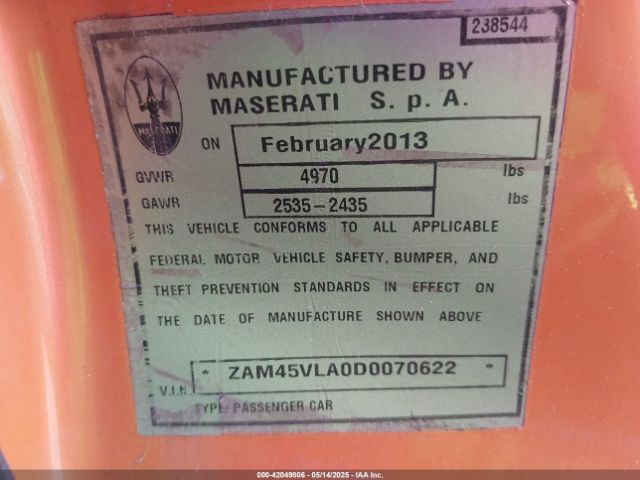 238544
MASERATI
MANUFACTURED BY
MASERATI S. p. A.
ON February2013
GVWR 4970 lbs
GAWR 2535-2435 lbs
THIS VEHICLE CONFORMS TO ALL APPLICABLE
FEDERAL MOTOR VEHICLE SAFETY, BUMPER, AND
THEFT PREVENTION STANDARDS IN EFFECT ON
THE DATE OF MANUFACTURE SHOWN ABOVE
V.I.N. * ZAM45VLA0D0070622 *
TYPE: PASSENGER CAR
000-42049806 - 05/14/2025 - IAA Inc.